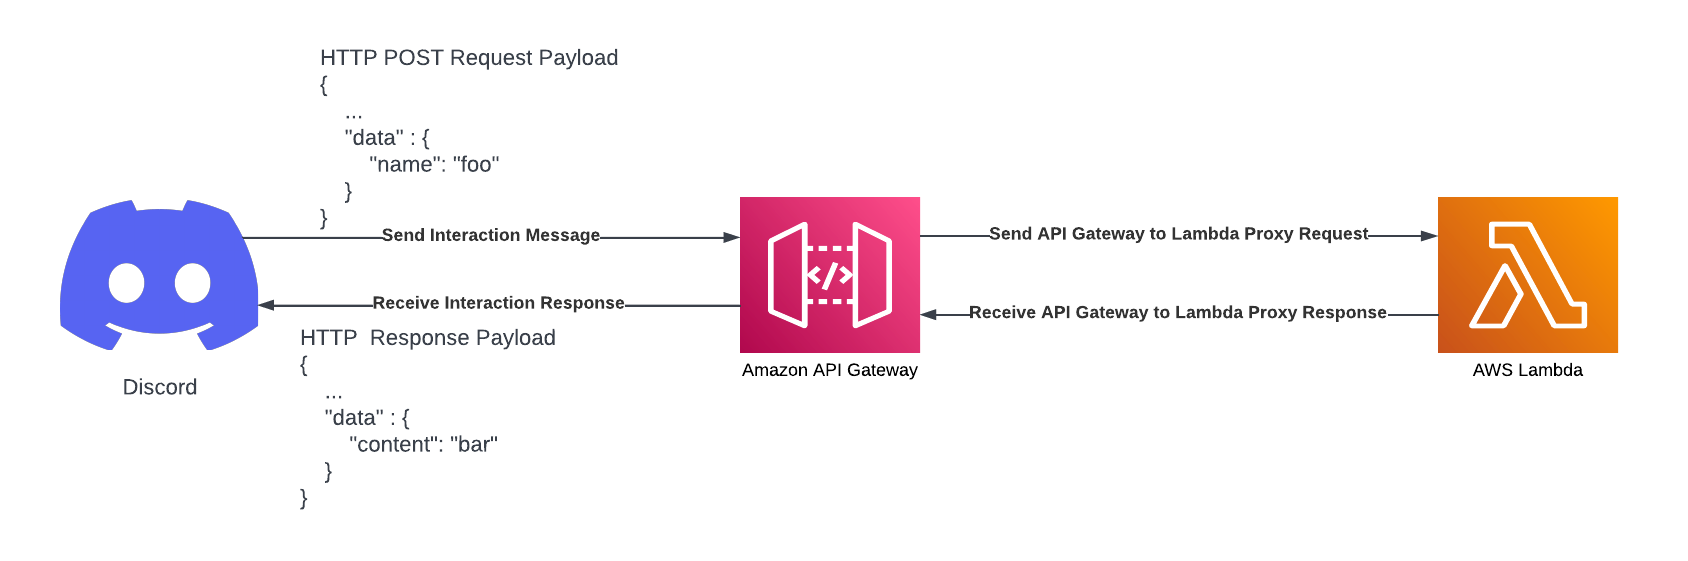 HTTP POST Request Payload
{
...
"data" : {
"name": "foo"
}
}
Send Interaction Message
Send API Gateway to Lambda Proxy Request
Receive Interaction Response
Receive API Gateway to Lambda Proxy Response
HTTP  Response Payload
{
...
"data" : {
"content": "bar"
}
}
Discord
Amazon API Gateway
AWS Lambda